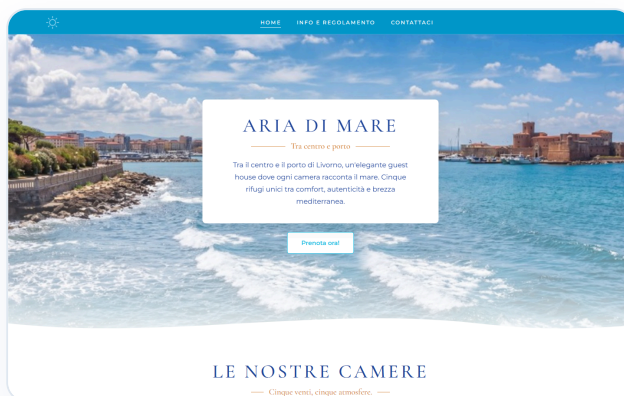 HOME INFO E REGOLAMENTO CONTATTACI
ARIA DI MARE
Tra centro e porto
Tra il centro e il porto di Livorno, un'elegante guest
house dove ogni camera racconta il mare. Cinque
rifugi unici tra comfort, autenticità e brezza
mediterranea.
Prenota ora!
LE NOSTRE CAMERE
Cinque venti, cinque atmosfere.